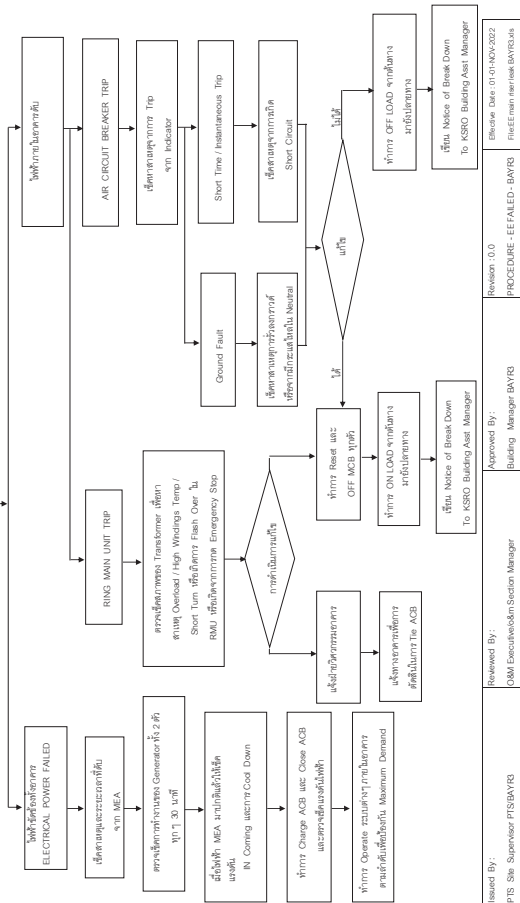 ไฟฟ้าขัดข้องทั้งอาคาร
ELECTRICAL POWER FAILED
เช็คสาเหตุและระยะเวลาที่ดับ
จาก MEA
ตรวจเช็คการทำงานของ Generator ทั้ง 2 ตัว
ทุก ๆ 30 นาที
เมื่อไฟฟ้า MEA มาปกติแล้วให้เช็ค
แรงดัน
IN Coming และการ Cool Down
ทำการ Charge ACB และ Close ACB
และตรวจเช็คแรงดันไฟฟ้า
ทำการ Operate ระบบต่างๆ ภายในอาคาร
ตามลำดับเพื่อป้องกัน Maximum Demand
RING MAIN UNIT TRIP
ตรวจเช็คสภาพของ Transformer เพื่อหา
สาเหตุ Overload / High Windings Temp /
Short Turn หรือเกิดการ Flash Over ใน
RMU หรือเกิดจากการกด Emergency Stop
การดำเนินการแก้ไข
แจ้งฝ่ายวิศวกรรมอาคาร
แจ้งทางอาคารเพื่อการ
ตัดสินในการ Tie ACB
ทำการ Reset และ
OFF MCB ทุกตัว
ทำการ ON LOAD จากต้นทาง
มายังปลายทาง
เขียน Notice of Break Down
To KSRO Building Asst Manager
ไฟฟ้าภายในอาคารดับ
AIR CIRCUIT BREAKER TRIP
เช็คหาสาเหตุจากการ Trip
จาก Indicator
Ground Fault
เช็คหาสาเหตุการรั่วลงกราวด์
หรือจากมีกระแสไหลใน Neutral
Short Time / Instantaneous Trip
เช็คสาเหตุจากการเกิด
Short Circuit
แก้ไข
ได้
ไม่ได้
ทำการ OFF LOAD จากต้นทาง
มายังปลายทาง
เขียน Notice of Break Down
To KSRO Building Asst Manager
Issued By :
PTS Site Supervisor PTS/BAYR3
Reviewed By :
O&M Executive/o&m Section Manager
Approved By :
Building Manager BAYR3
Revision : 0.0
PROCEDURE - EE FAILED - BAYR3
Effective Date : 01-01-NOV-2022
File:EE main riser leak BAYR3.xls